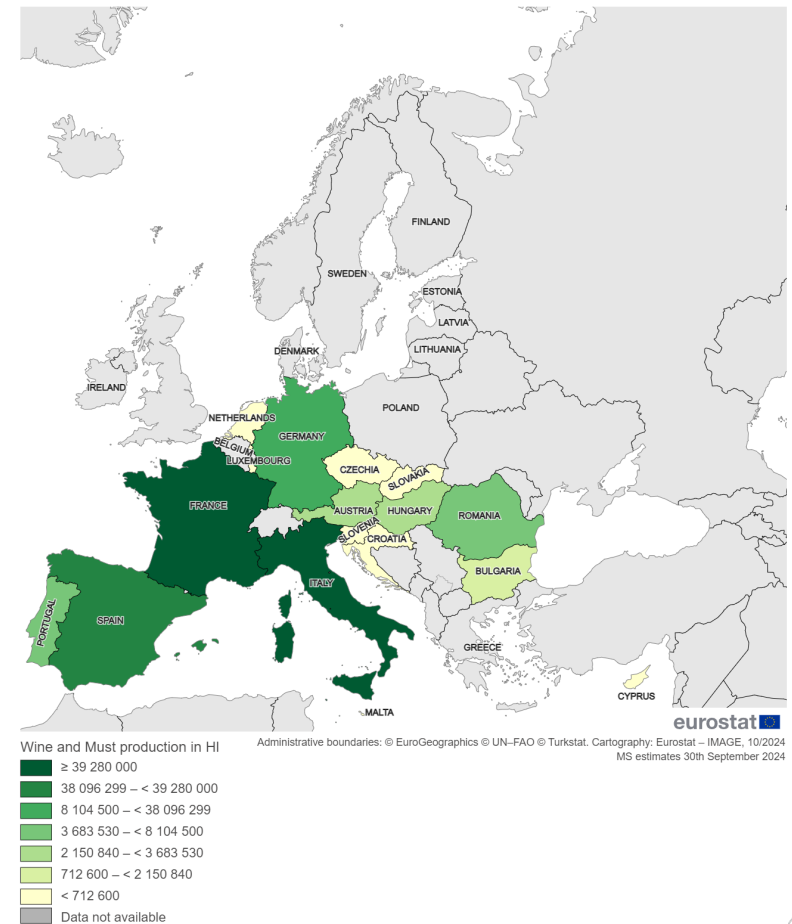 FINLAND
SWEDEN
ESTONIA
LATVIA
DENMARK
LITHUANIA
IRELAND
POLAND
NETHERLANDS
GERMANY
BELGIUM
LUXEMBOURG
CZECHIA
SLOVAKIA
FRANCE
AUSTRIA
HUNGARY
ROMANIA
SLOVENIA
CROATIA
BULGARIA
ITALY
PORTUGAL
SPAIN
GREECE
CYPRUS
MALTA
eurostat
Administrative boundaries: © EuroGeographics © UN–FAO © Turkstat. Cartography: Eurostat – IMAGE, 10/2024
MS estimates 30th September 2024
Wine and Must production in Hl
≥ 39 280 000
38 096 299 – < 39 280 000
8 104 500 – < 38 096 299
3 683 530 – < 8 104 500
2 150 840 – < 3 683 530
712 600 – < 2 150 840
< 712 600
Data not available